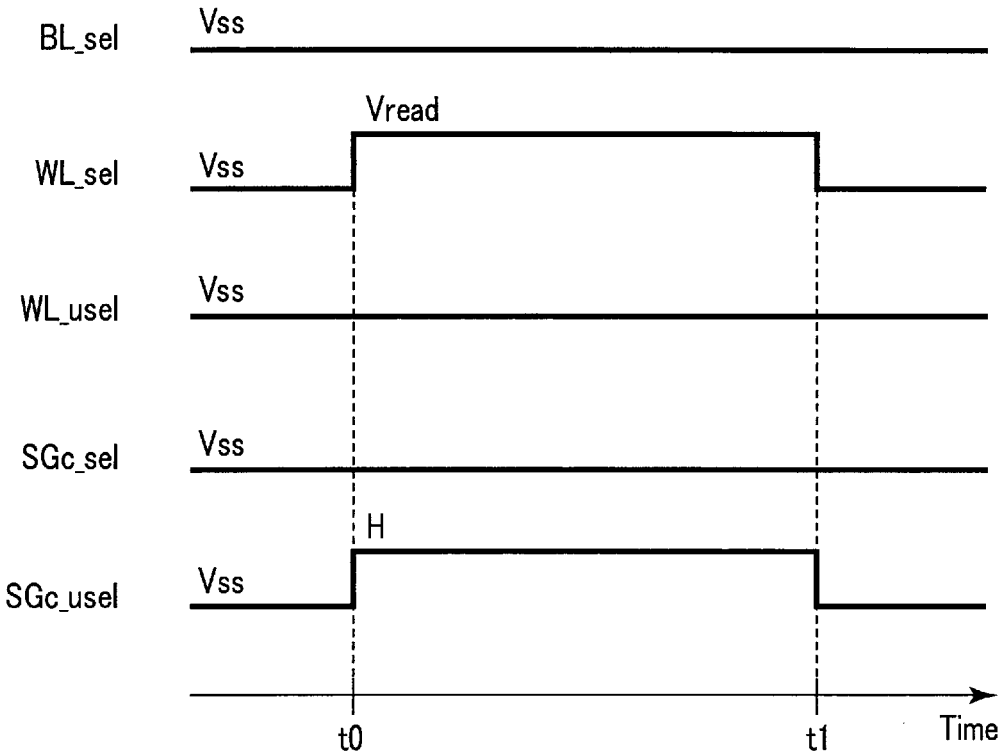 Vss
BL_sel
Vread
Vss
WL_sel
Vss
WL_usel
Vss
SGc_sel
H
Vss
SGc_usel
t0
t1
Time